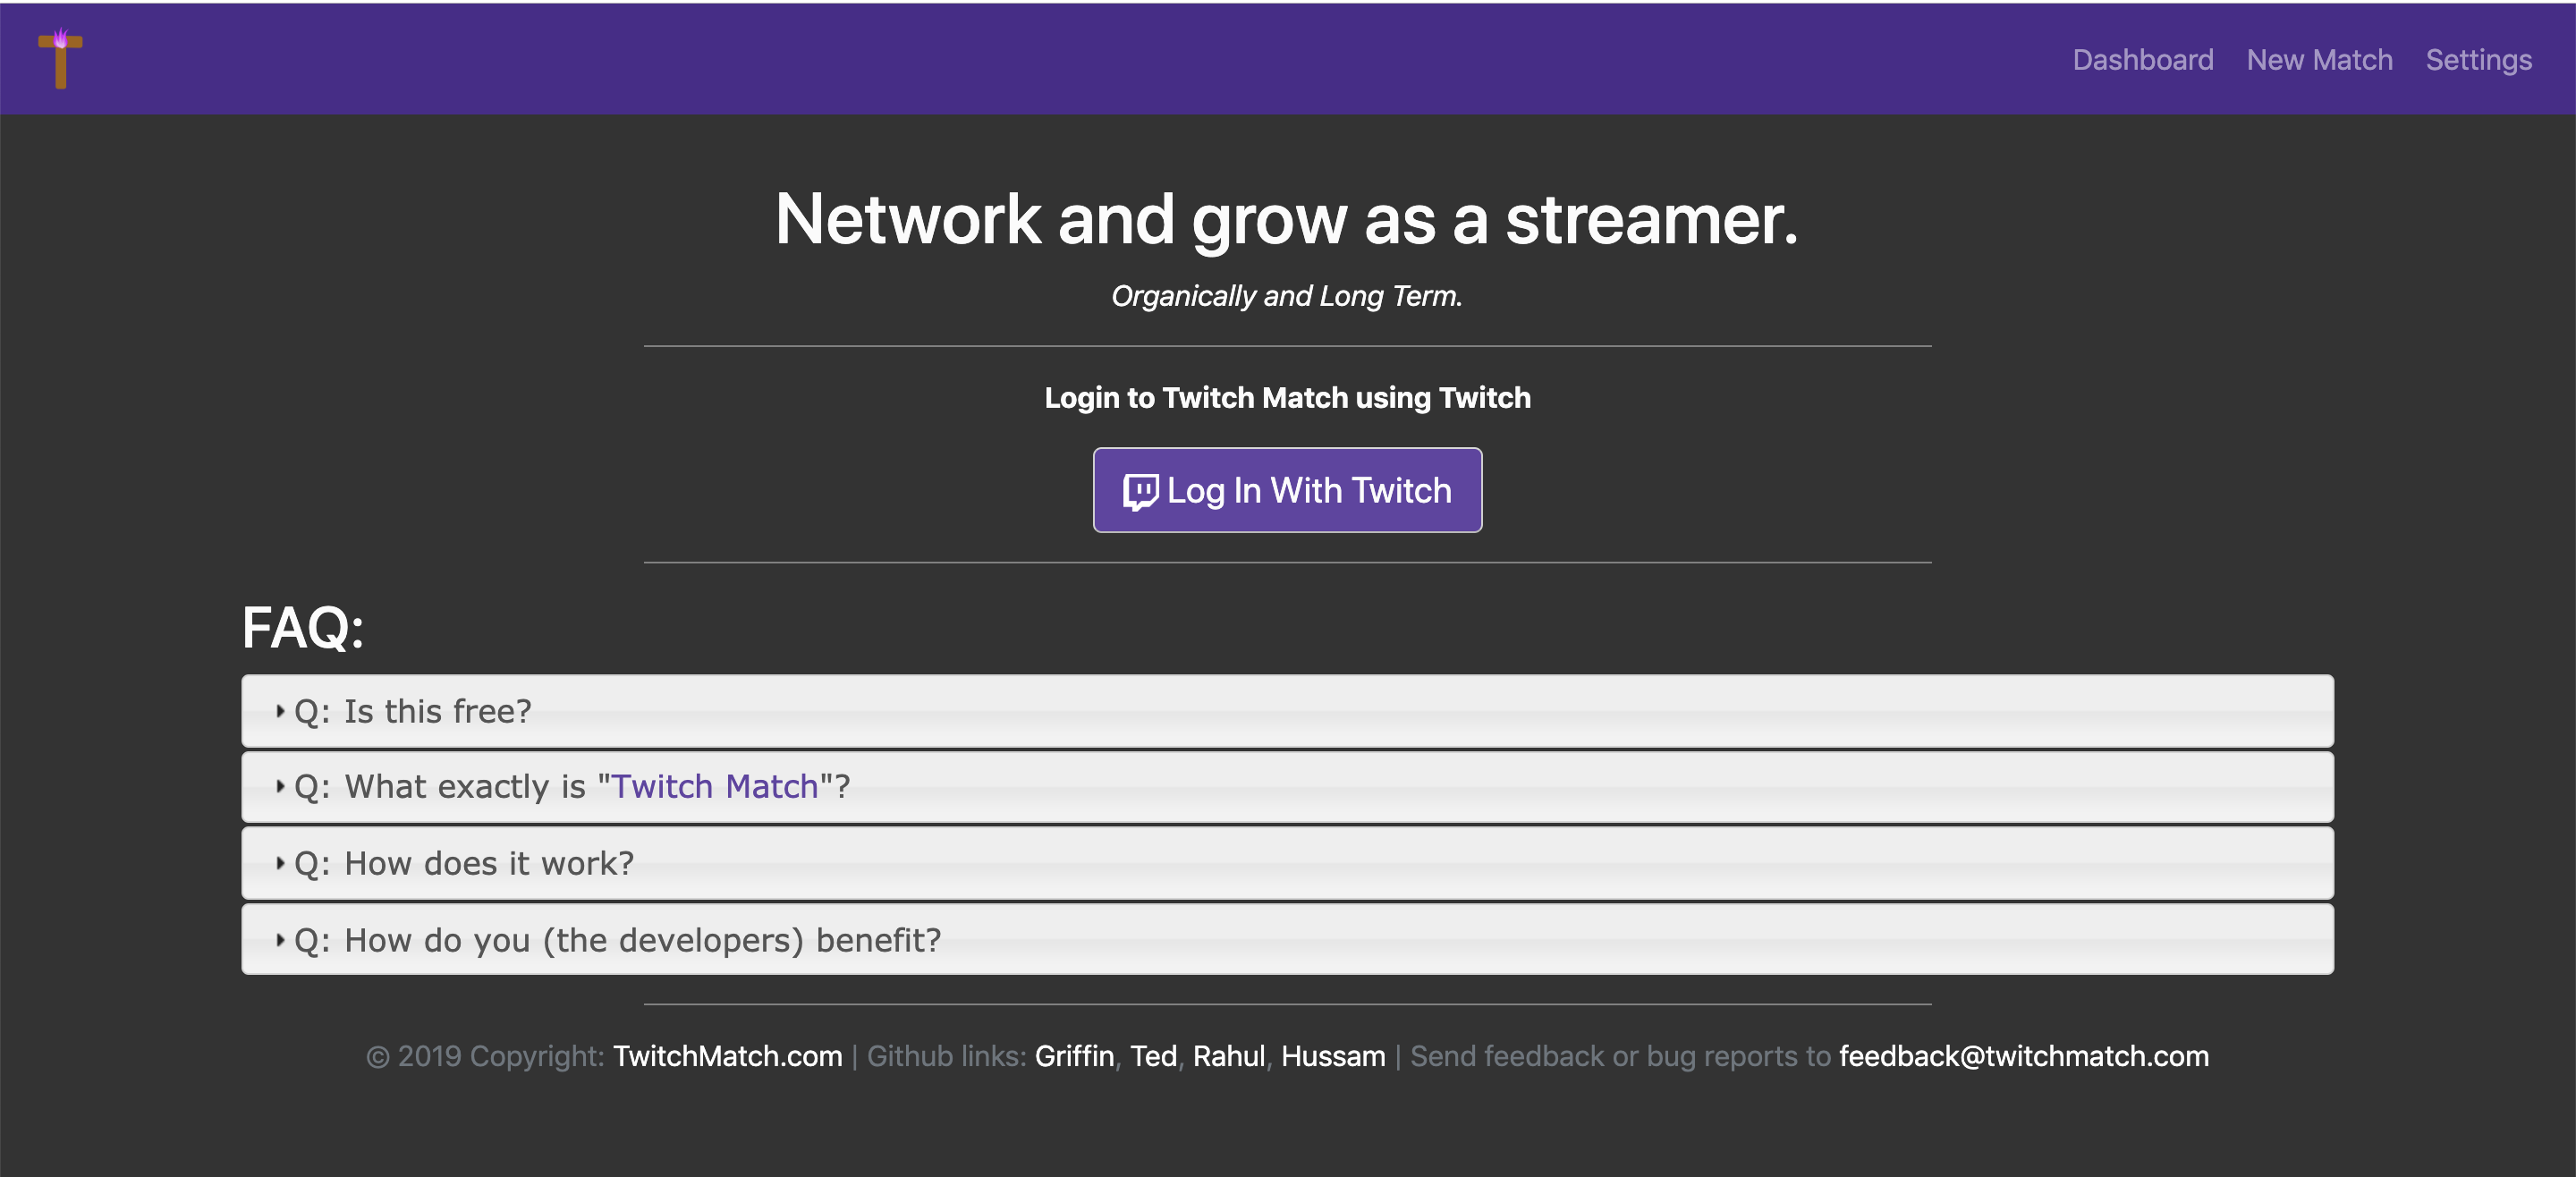 T
Dashboard New Match Settings
Network and grow as a streamer.
Organically and Long Term.
Login to Twitch Match using Twitch
Log In With Twitch
FAQ:
Q: Is this free?
Q: What exactly is "Twitch Match"?
Q: How does it work?
Q: How do you (the developers) benefit?
© 2019 Copyright: TwitchMatch.com | Github links: Griffin, Ted, Rahul, Hussam | Send feedback or bug reports to feedback@twitchmatch.com